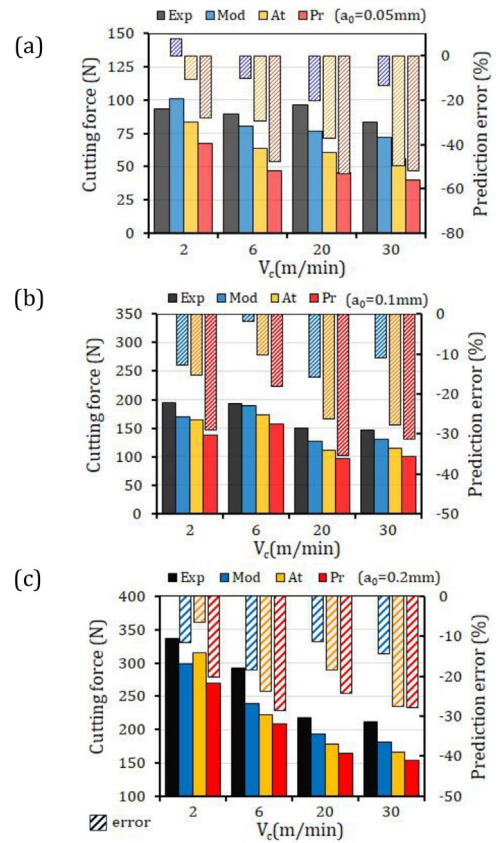 (a)
Exp Mod At Pr (a₀=0.05mm)
Cutting force (N)
150
125
100
75
50
25
0
0
-20
-40
-60
-80
Prediction error (%)
2 6 20 30
V꜀(m/min)
(b)
Exp Mod At Pr (a₀=0.1mm)
Cutting force (N)
350
300
250
200
150
100
50
0
0
-10
-20
-30
-40
-50
Prediction error (%)
2 6 20 30
V꜀(m/min)
(c)
Exp Mod At Pr (a₀=0.2mm)
Cutting force (N)
400
350
300
250
200
150
100
0
-10
-20
-30
-40
-50
Prediction error (%)
2 6 20 30
error
V꜀(m/min)